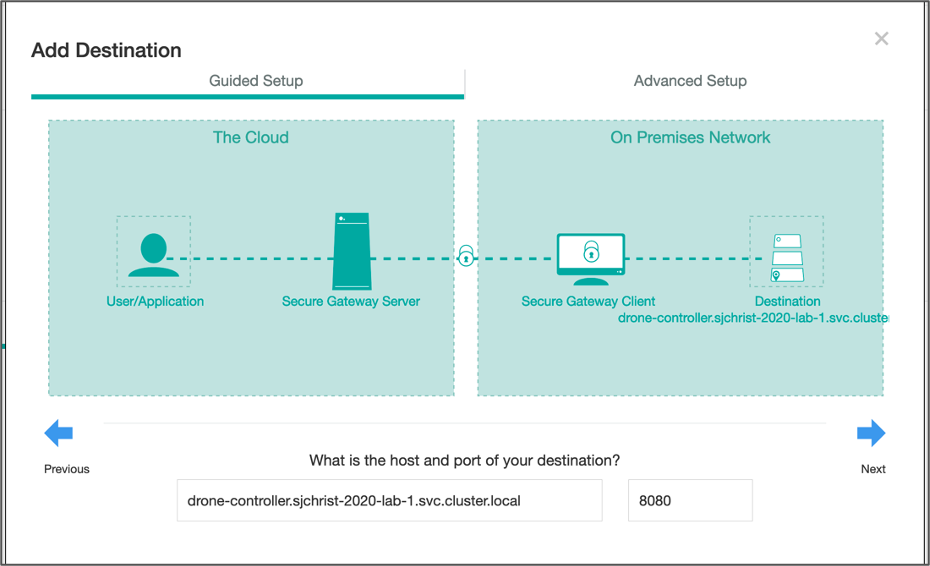 Add Destination
Guided Setup
Advanced Setup
The Cloud
On Premises Network
User/Application
Secure Gateway Server
Secure Gateway Client
Destination
drone-controller.sjchrist-2020-lab-1.svc.cluste
Previous
Next
What is the host and port of your destination?
drone-controller.sjchrist-2020-lab-1.svc.cluster.local
8080